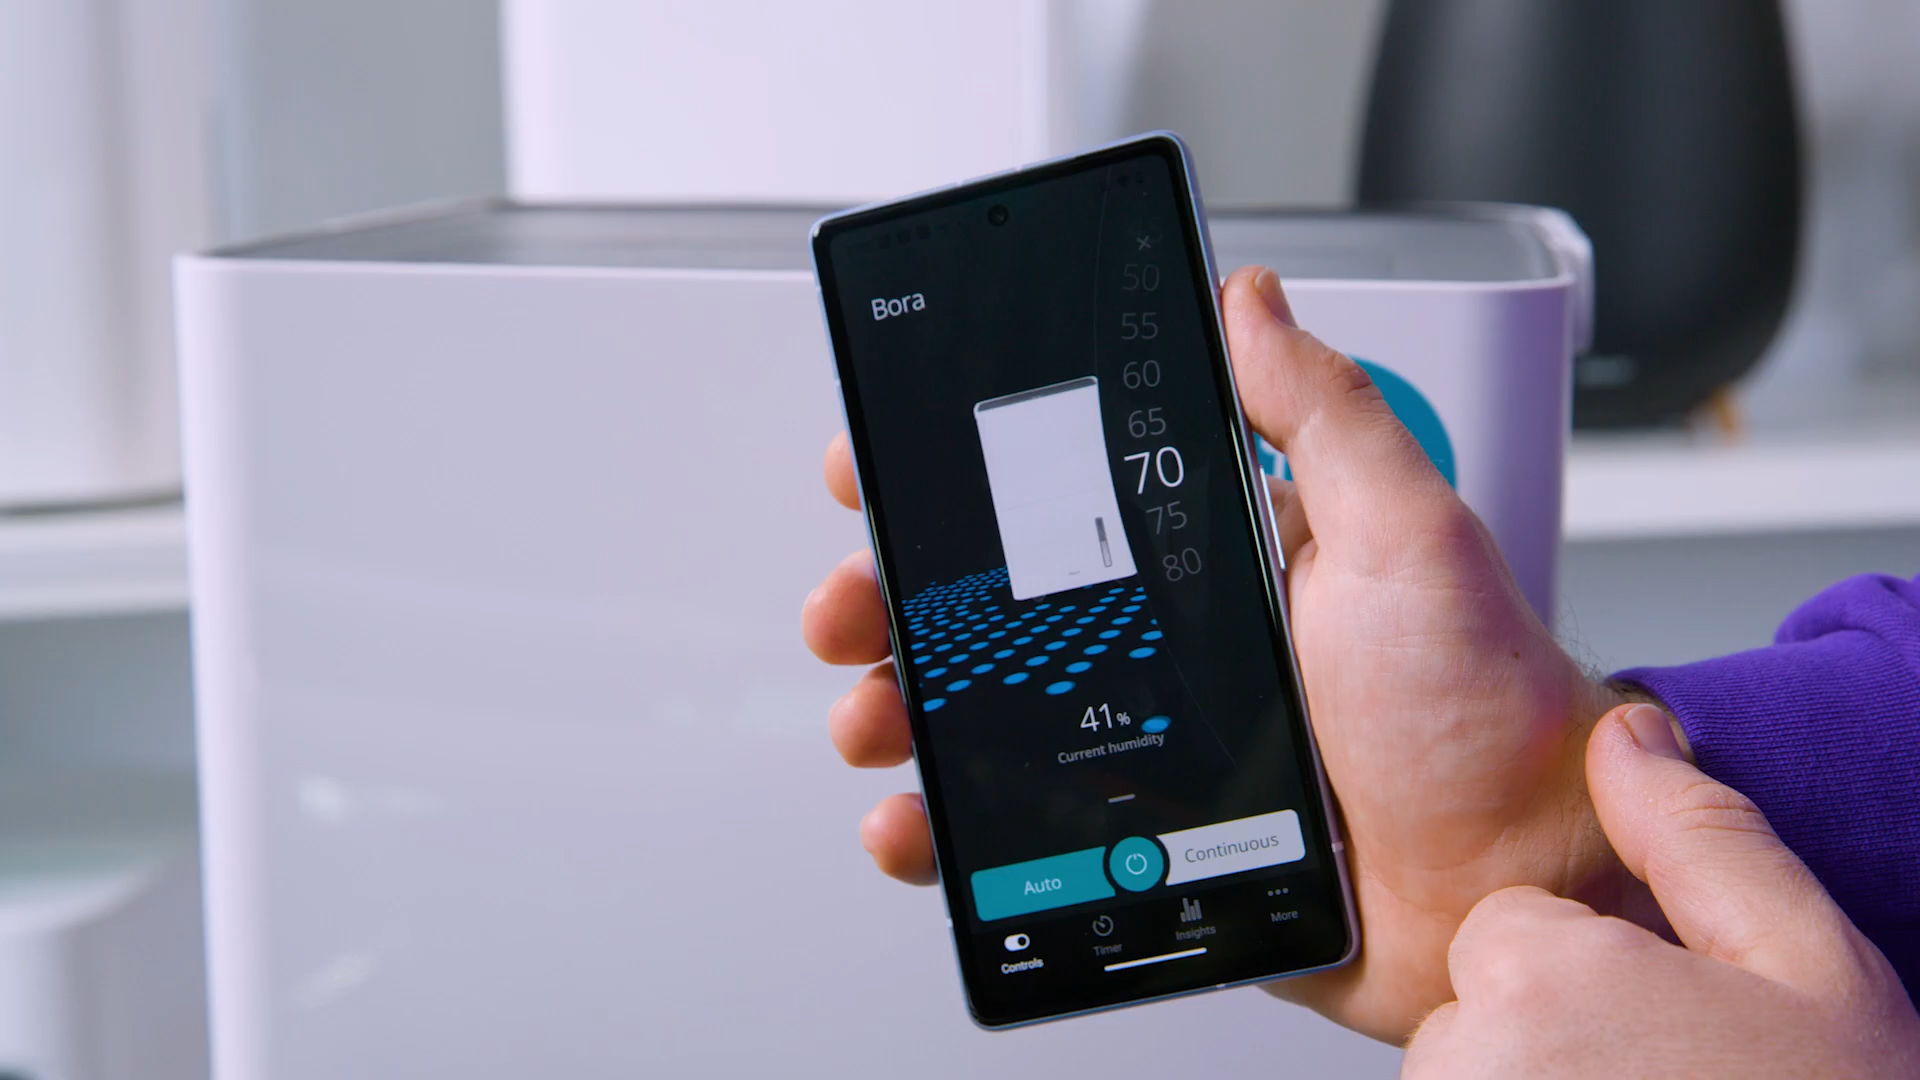 Bora
50
55
60
65
70
75
80
41%
Current humidity
Auto
Continuous
Controls
Timer
Insights
More